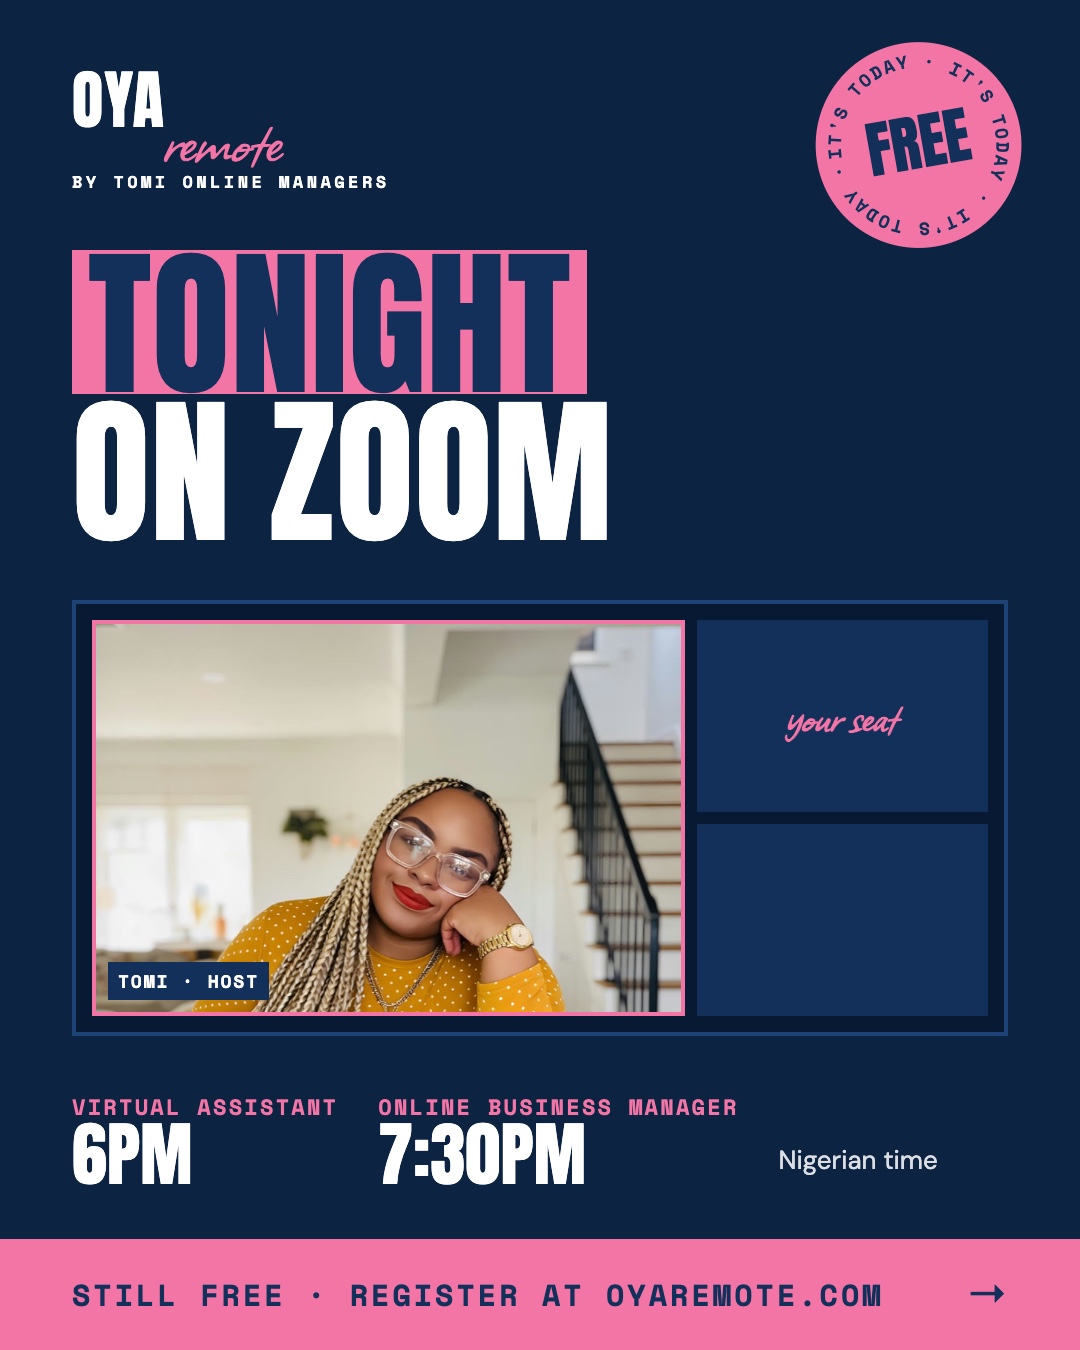 OYA
remote
BY TOMI ONLINE MANAGERS
IT'S TODAY · IT'S TODAY · IT'S TODAY ·
FREE
TONIGHT
ON ZOOM
your seat
TOMI · HOST
VIRTUAL ASSISTANT
6PM
ONLINE BUSINESS MANAGER
7:30PM
Nigerian time
STILL FREE · REGISTER AT OYAREMOTE.COM →